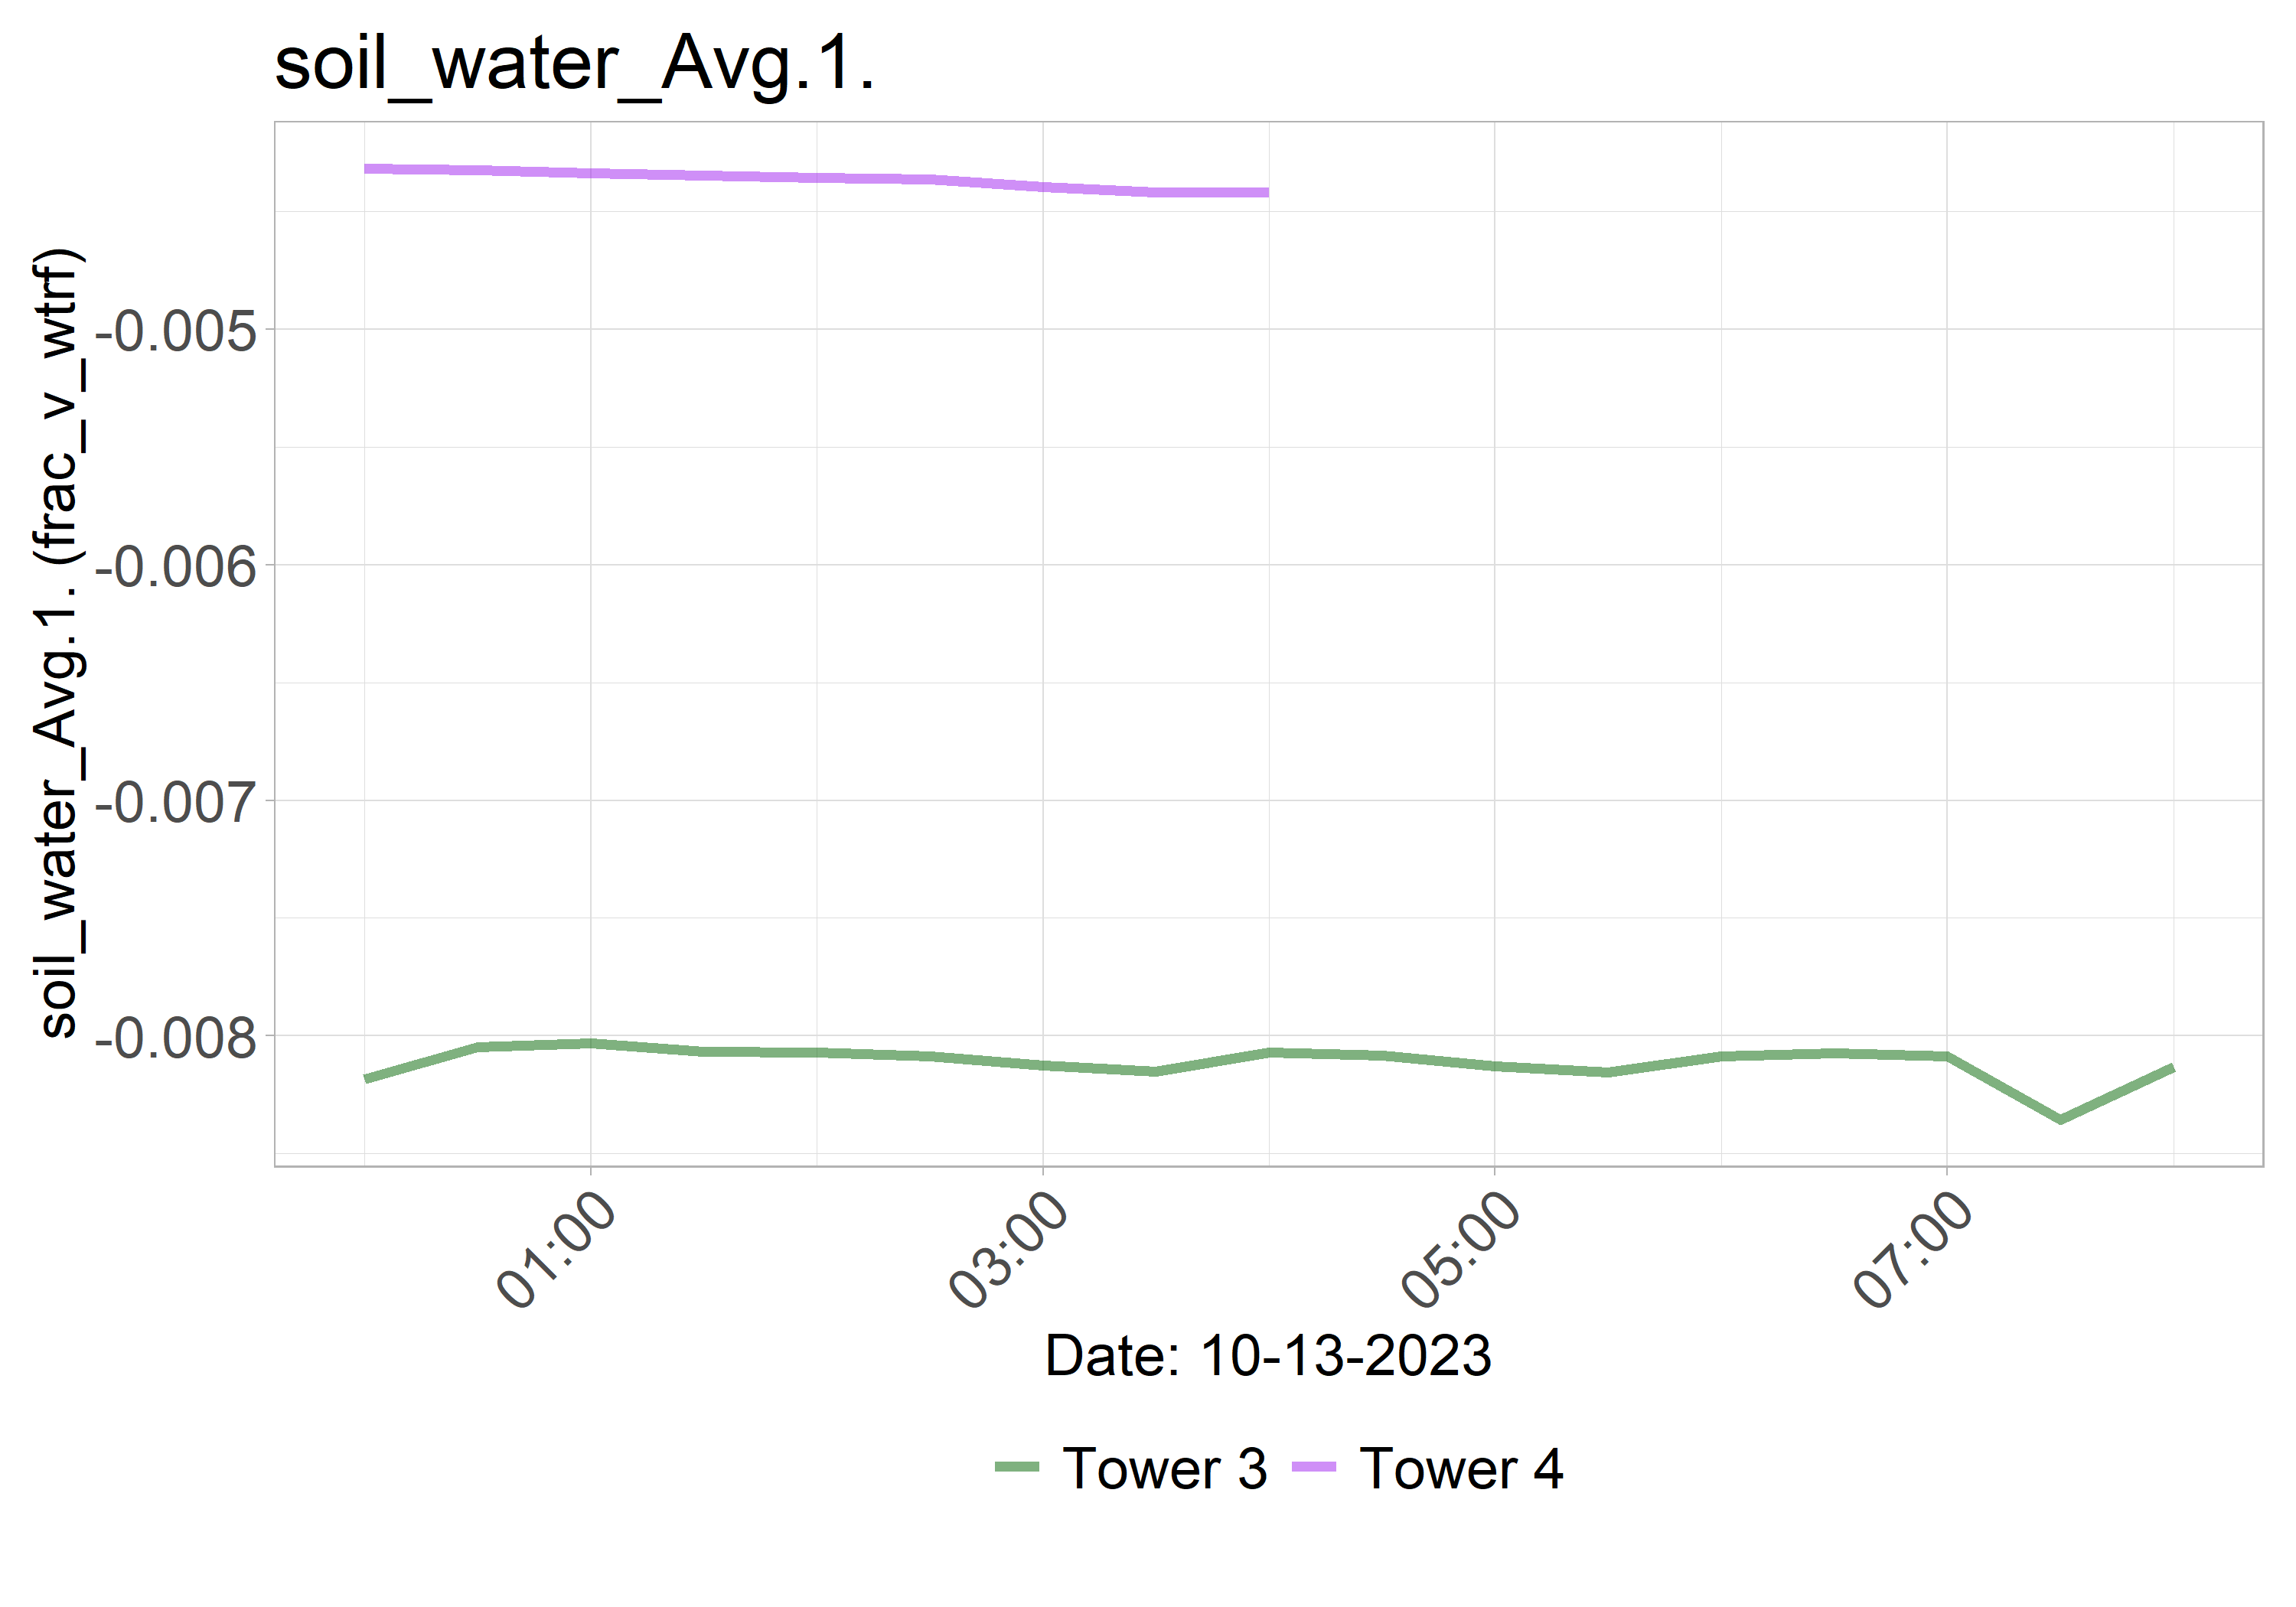 soil_water_Avg.1.
soil_water_Avg.1. (frac_v_wtrf)
-0.005
-0.006
-0.007
-0.008
01:00
03:00
05:00
07:00
Date: 10-13-2023
Tower 3
Tower 4